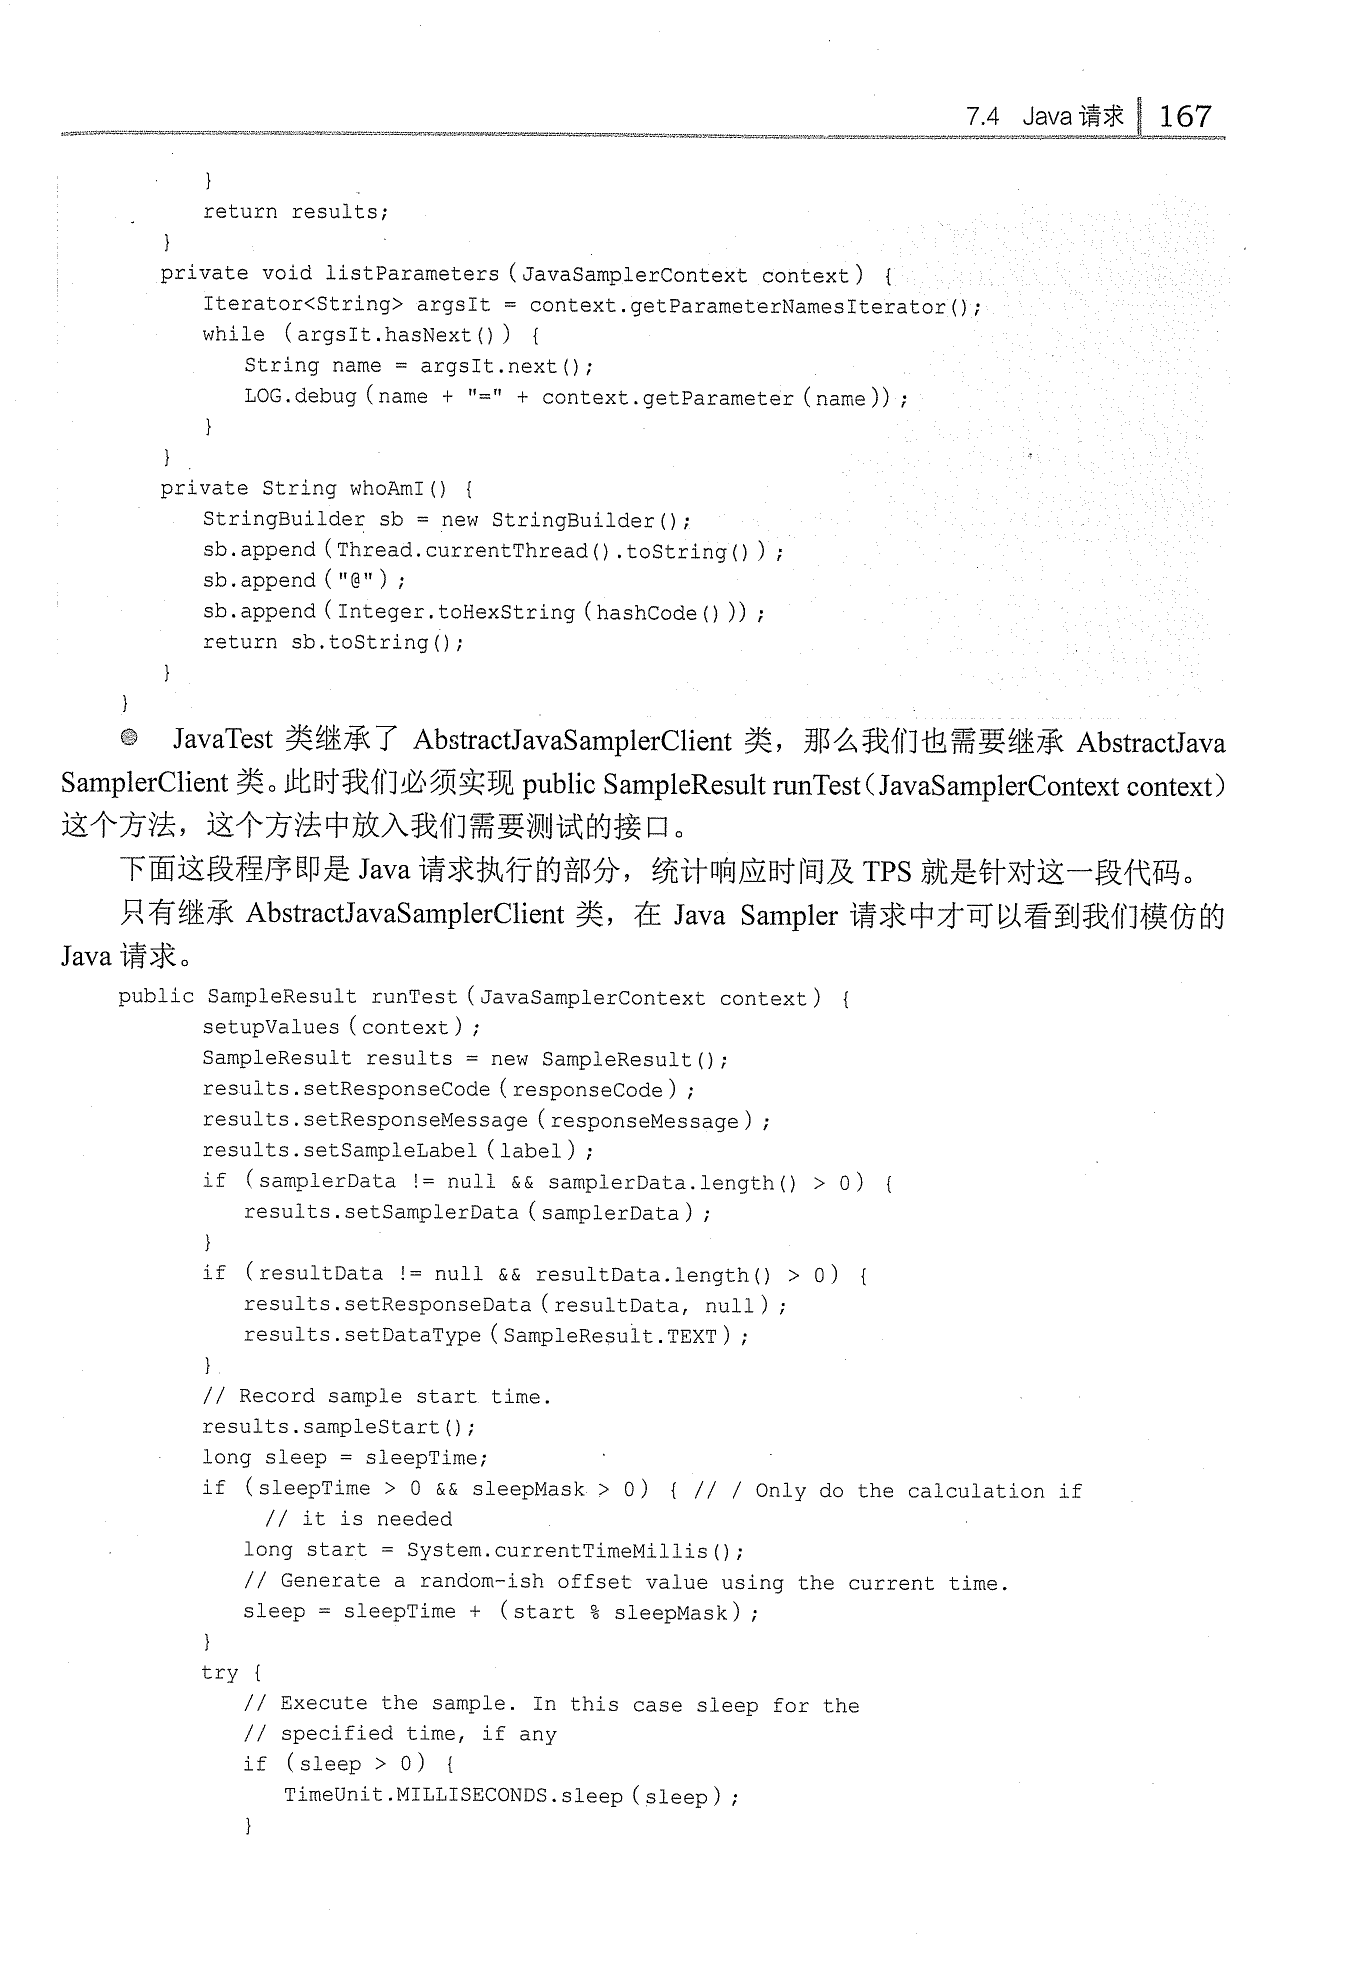 7.4 Java 请求 167
}
return results;
}
private void listParameters (JavaSamplerContext context) {
Iterator<String> argsIt = context.getParameterNamesIterator();
while (argsIt.hasNext()) {
String name = argsIt.next();
LOG.debug (name + "=" + context.getParameter (name));
}
}
private String whoAmI() {
StringBuilder sb = new StringBuilder();
sb.append (Thread.currentThread().toString());
sb.append ("@");
sb.append (Integer.toHexString (hashCode()));
return sb.toString();
}
}
● JavaTest 类继承了 AbstractJavaSamplerClient 类，那么我们也需要继承 AbstractJava
SamplerClient 类。此时我们必须实现 public SampleResult runTest（JavaSamplerContext context）
这个方法，这个方法中放入我们需要测试的接口。
下面这段程序即是 Java 请求执行的部分，统计响应时间及 TPS 就是针对这一段代码。
只有继承 AbstractJavaSamplerClient 类，在 Java Sampler 请求中才可以看到我们模仿的
Java 请求。
public SampleResult runTest (JavaSamplerContext context) {
setupValues (context);
SampleResult results = new SampleResult();
results.setResponseCode (responseCode);
results.setResponseMessage (responseMessage);
results.setSampleLabel (label);
if (samplerData != null && samplerData.length() > 0) {
results.setSamplerData (samplerData);
}
if (resultData != null && resultData.length() > 0) {
results.setResponseData (resultData, null);
results.setDataType (SampleResult.TEXT);
}
// Record sample start time.
results.sampleStart();
long sleep = sleepTime;
if (sleepTime > 0 && sleepMask > 0) { // / Only do the calculation if
// it is needed
long start = System.currentTimeMillis();
// Generate a random-ish offset value using the current time.
sleep = sleepTime + (start % sleepMask);
}
try {
// Execute the sample. In this case sleep for the
// specified time, if any
if (sleep > 0) {
TimeUnit.MILLISECONDS.sleep (sleep);
}